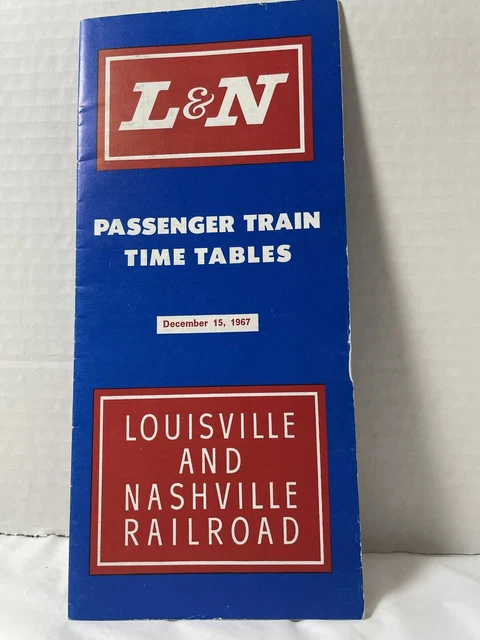 L&N
PASSENGER TRAIN
TIME TABLES
December 15, 1967
LOUISVILLE
AND
NASHVILLE
RAILROAD